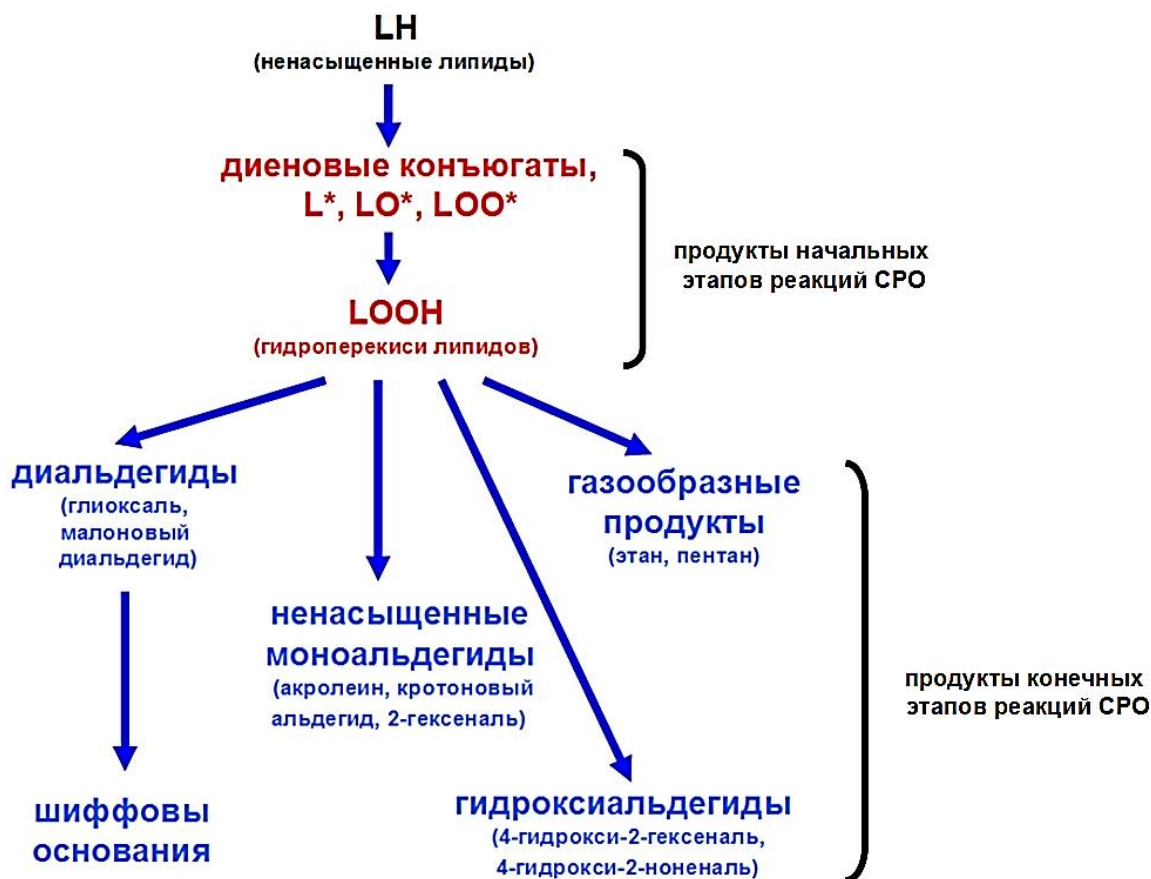 LH
(ненасыщенные липиды)
диеновые конъюгаты,
L*, LO*, LOO*
LOOH
(гидроперекиси липидов)
продукты начальных
этапов реакций СРО
диальдегиды
(глиоксаль,
малоновый
диальдегид)
шиффовы
основания
ненасыщенные
моноальдегиды
(акролеин, кротоновый
альдегид, 2-гексеналь)
газообразные
продукты
(этан, пентан)
гидроксиальдегиды
(4-гидрокси-2-гексеналь,
4-гидрокси-2-ноненаль)
продукты конечных
этапов реакций СРО